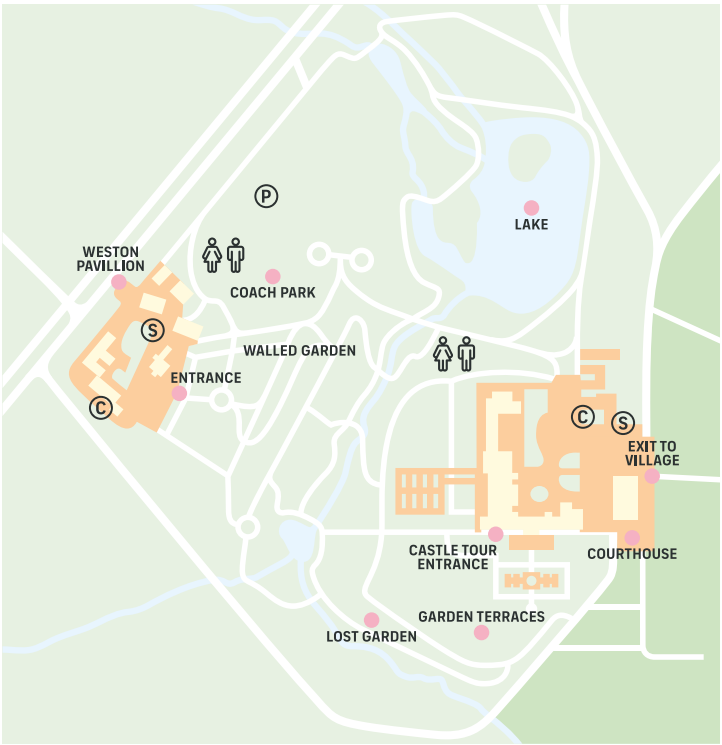 P
LAKE
WESTON
PAVILLION
COACH PARK
S
WALLED GARDEN
ENTRANCE
C
C
S
EXIT TO
VILLAGE
CASTLE TOUR
ENTRANCE
COURTHOUSE
GARDEN TERRACES
LOST GARDEN